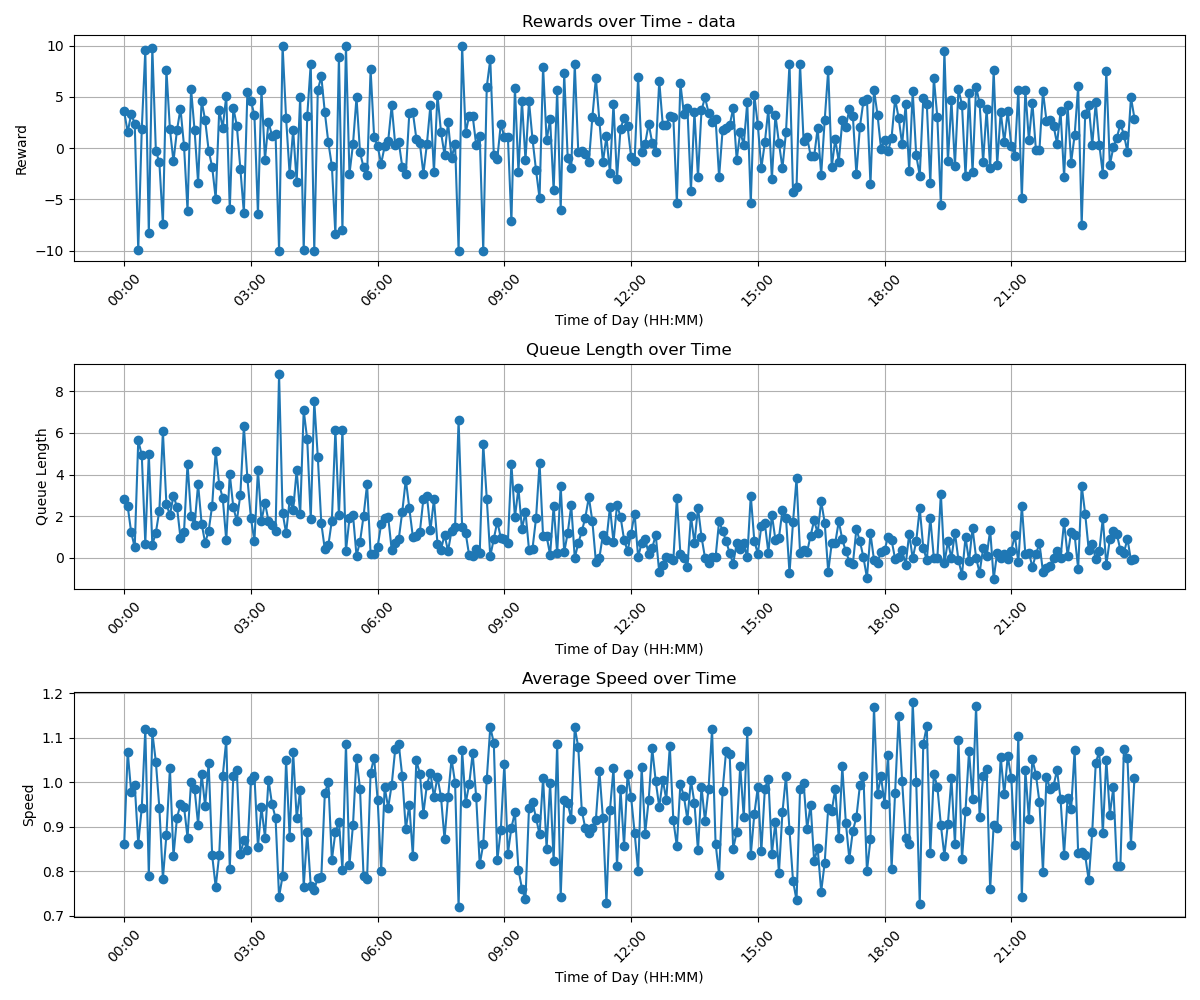 Rewards over Time - data
Reward
10
5
0
−5
−10
00:00 03:00 06:00 09:00 12:00 15:00 18:00 21:00
Time of Day (HH:MM)
Queue Length over Time
Queue Length
8
6
4
2
0
00:00 03:00 06:00 09:00 12:00 15:00 18:00 21:00
Time of Day (HH:MM)
Average Speed over Time
Speed
1.2
1.1
1.0
0.9
0.8
0.7
00:00 03:00 06:00 09:00 12:00 15:00 18:00 21:00
Time of Day (HH:MM)